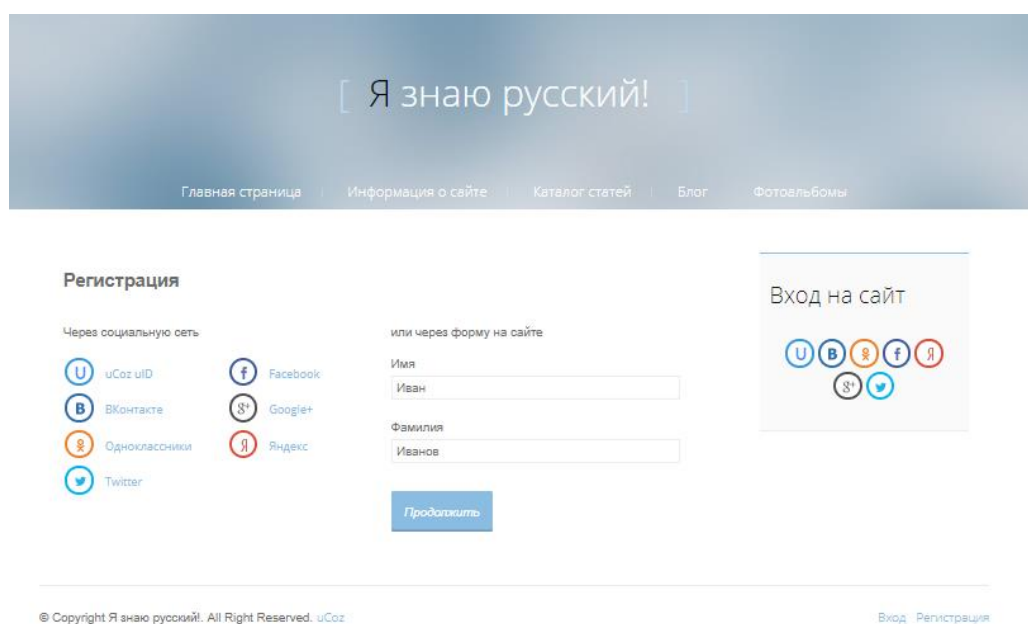 [ Я знаю русский! ]
Главная страница | Информация о сайте | Каталог статей | Блог Фотоальбомы
Регистрация
Через социальную сеть
U uCoz uID f Facebook
B ВКонтакте g+ Google+
Одноклассники Я Яндекс
Twitter
или через форму на сайте
Имя
Иван
Фамилия
Иванов
Продолжить
Вход на сайт
U B f Я
g+
© Copyright Я знаю русский!. All Right Reserved. uCoz
Вход Регистрация